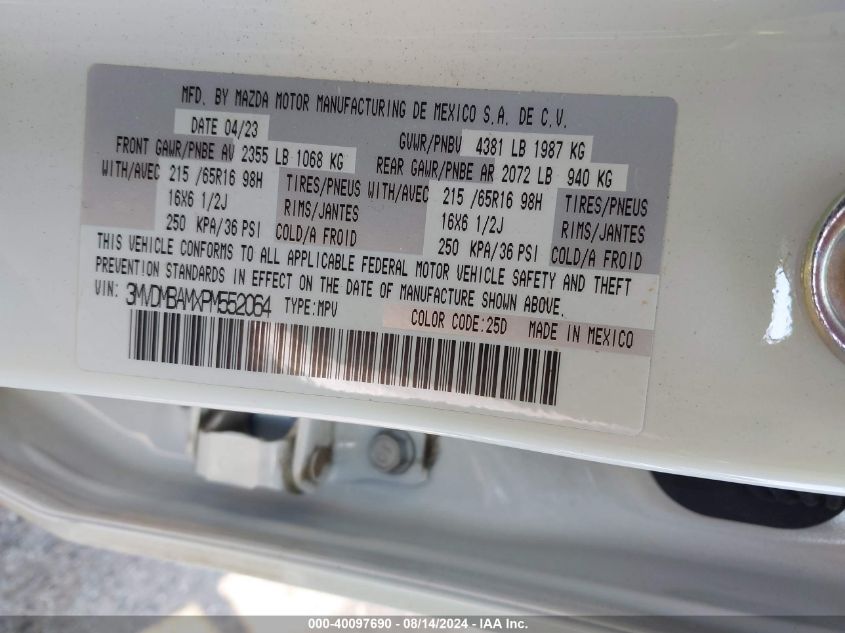 MFD. BY MAZDA MOTOR MANUFACTURING DE MEXICO S.A. DE C.V.
DATE 04/23 GVWR/PNBV 4381 LB 1987 KG
FRONT GAWR/PNBE AV 2355 LB 1068 KG REAR GAWR/PNBE AR 2072 LB 940 KG
WITH/AVEC 215 /65R16 98H TIRES/PNEUS WITH/AVEC 215 /65R16 98H TIRES/PNEUS
16X6 1/2J RIMS/JANTES 16X6 1/2J RIMS/JANTES
250 KPA/36 PSI COLD/A FROID 250 KPA/36 PSI COLD/A FROID
THIS VEHICLE CONFORMS TO ALL APPLICABLE FEDERAL MOTOR VEHICLE SAFETY AND THEFT
PREVENTION STANDARDS IN EFFECT ON THE DATE OF MANUFACTURE SHOWN ABOVE.
VIN: 3MVDMBAMXPM552064 TYPE:MPV
COLOR CODE:25D MADE IN MEXICO
000-40097690 - 08/14/2024 - IAA Inc.